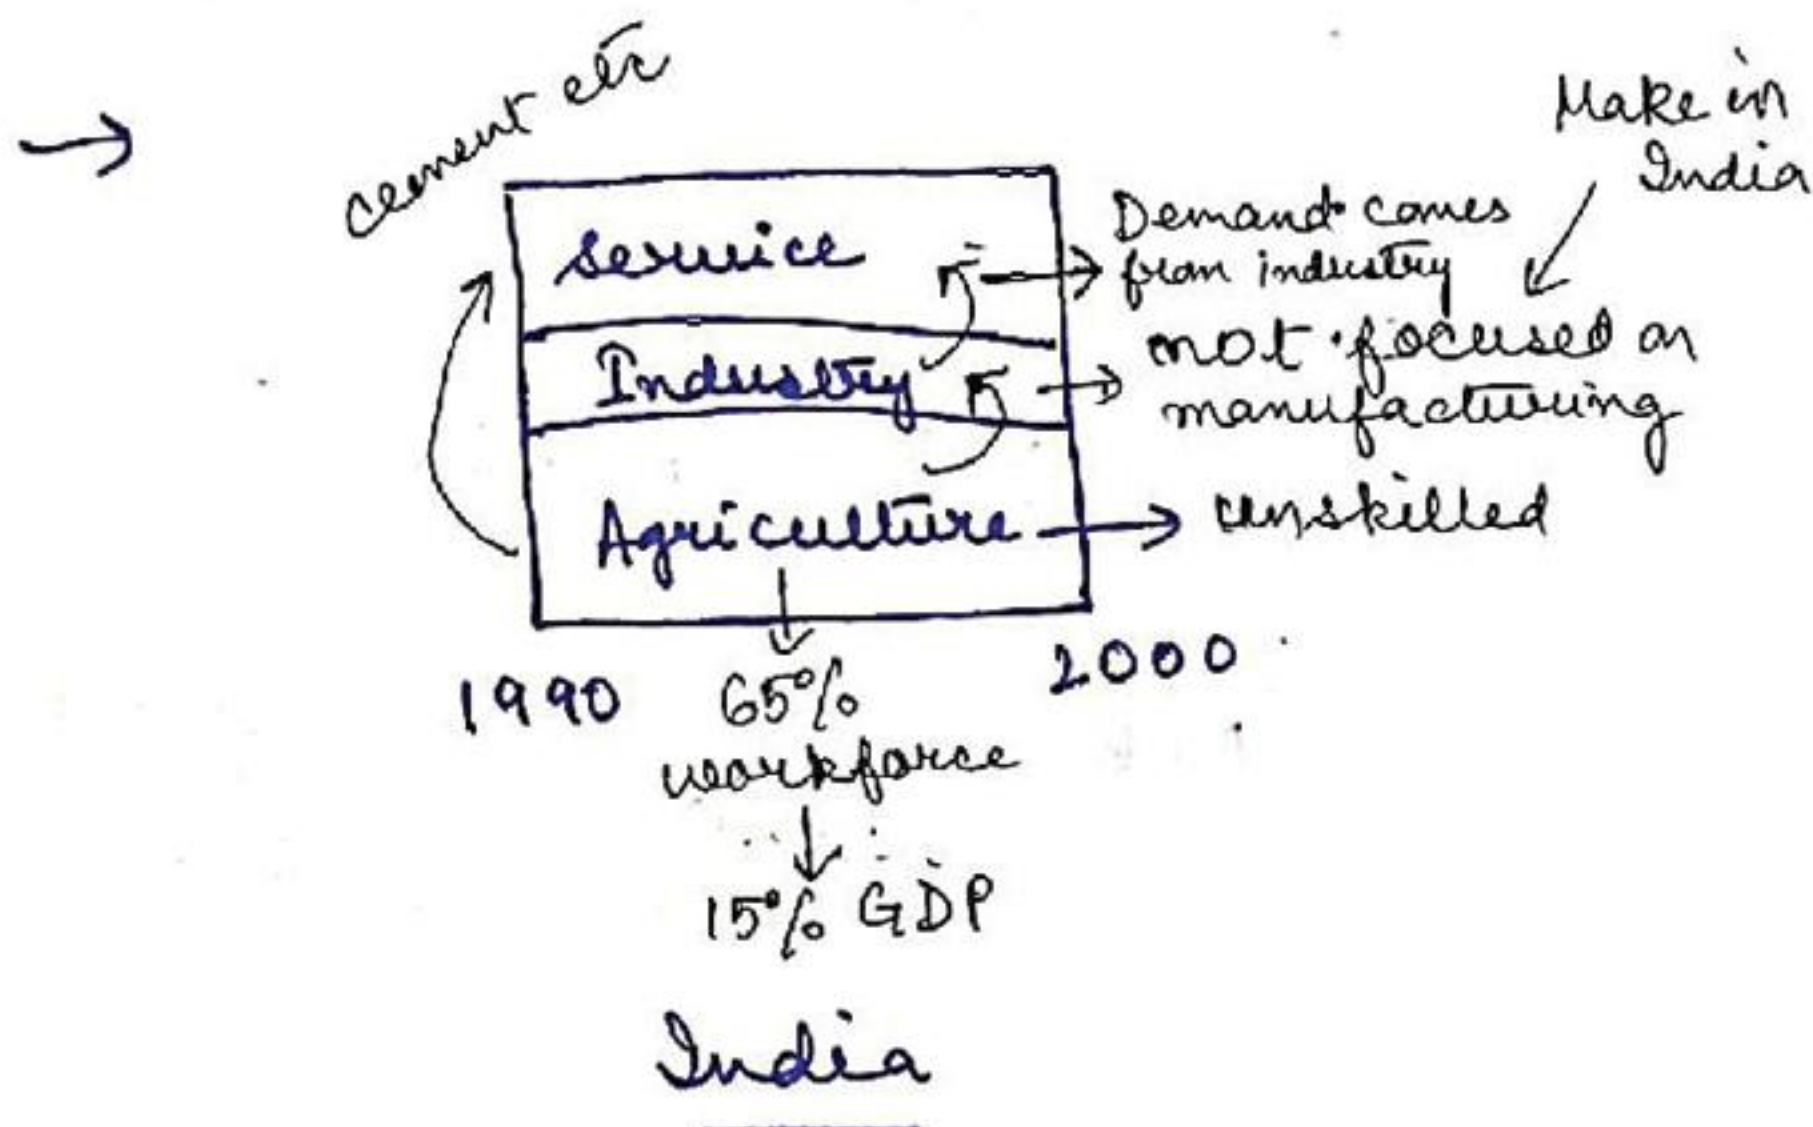 cement etc
Make in
India
service
Demand comes
from industry
Industry
not focused on
manufacturing
Agriculture
unskilled
1990
2000
65%
workforce
15% GDP
India